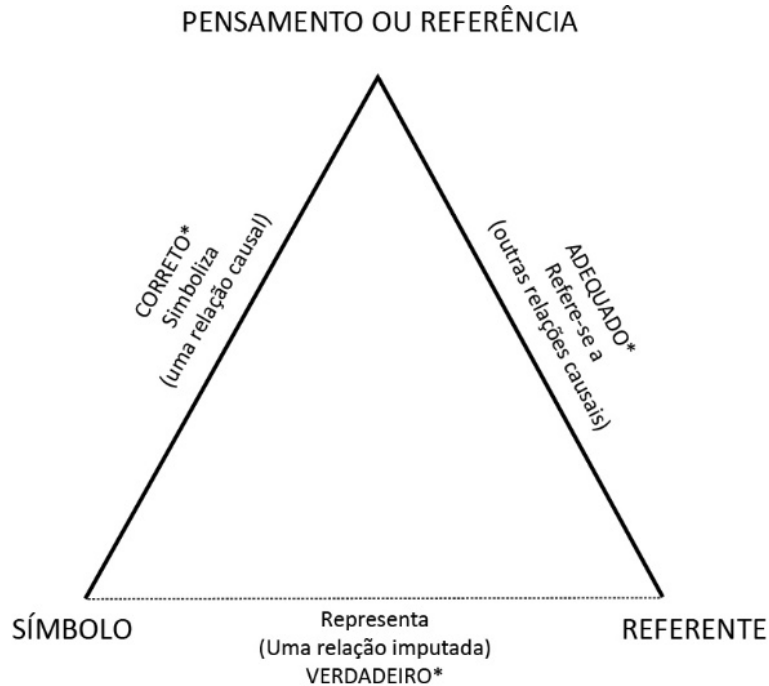 PENSAMENTO OU REFERÊNCIA
CORRETO*
Simboliza
(uma relação causal)
ADEQUADO*
Refere-se a
(outras relações causais)
SÍMBOLO
Representa
(Uma relação imputada)
VERDADEIRO*
REFERENTE